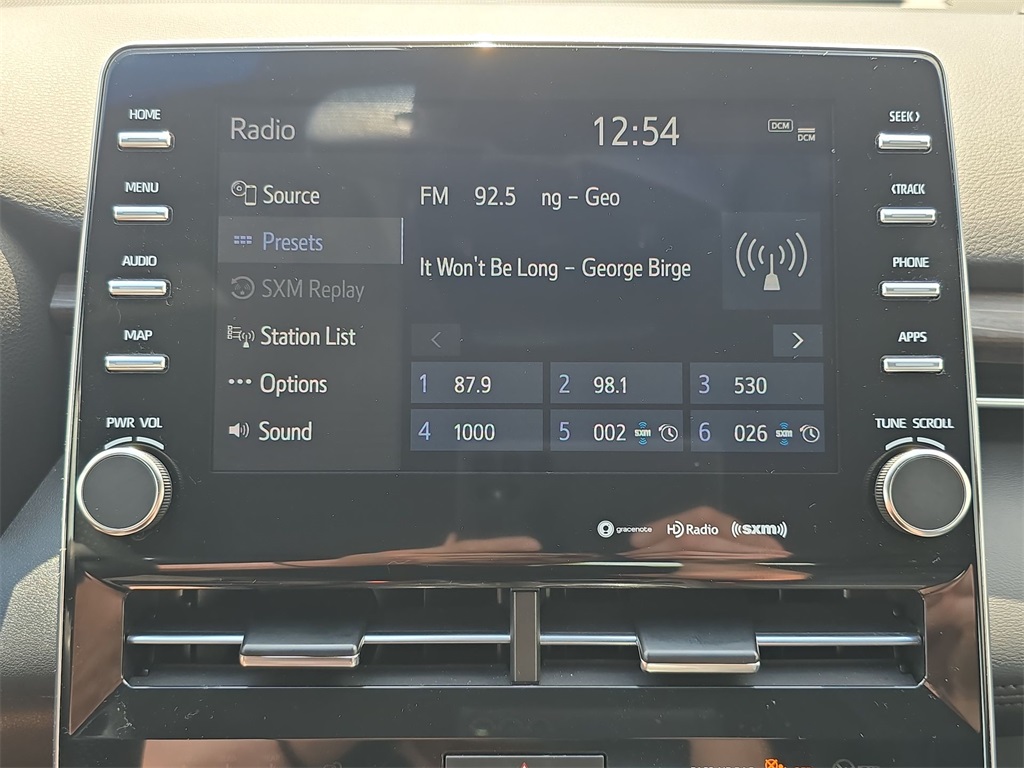 HOME
MENU
AUDIO
MAP
PWR VOL
Radio
12:54
DCM
DCM
Source
Presets
SXM Replay
Station List
Options
Sound
FM 92.5 ng – Geo
It Won't Be Long – George Birge
1 87.9
2 98.1
3 530
4 1000
5 002 SXM
6 026 SXM
SEEK >
< TRACK
PHONE
APPS
TUNE SCROLL
gracenote
HD Radio
((sxm))